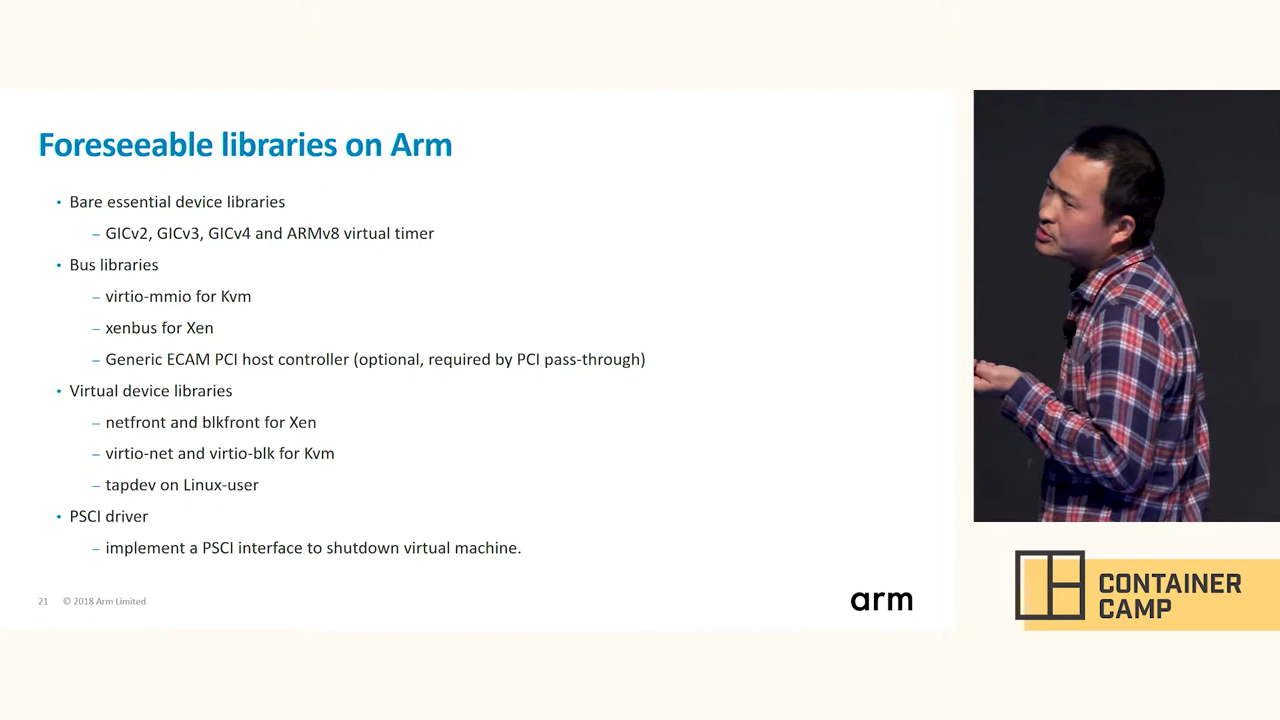 Foreseeable libraries on Arm
• Bare essential device libraries
– GICv2, GICv3, GICv4 and ARMv8 virtual timer
• Bus libraries
– virtio-mmio for Kvm
– xenbus for Xen
– Generic ECAM PCI host controller (optional, required by PCI pass-through)
• Virtual device libraries
– netfront and blkfront for Xen
– virtio-net and virtio-blk for Kvm
– tapdev on Linux-user
• PSCI driver
– implement a PSCI interface to shutdown virtual machine.
21 © 2018 Arm Limited
arm
CONTAINER
CAMP